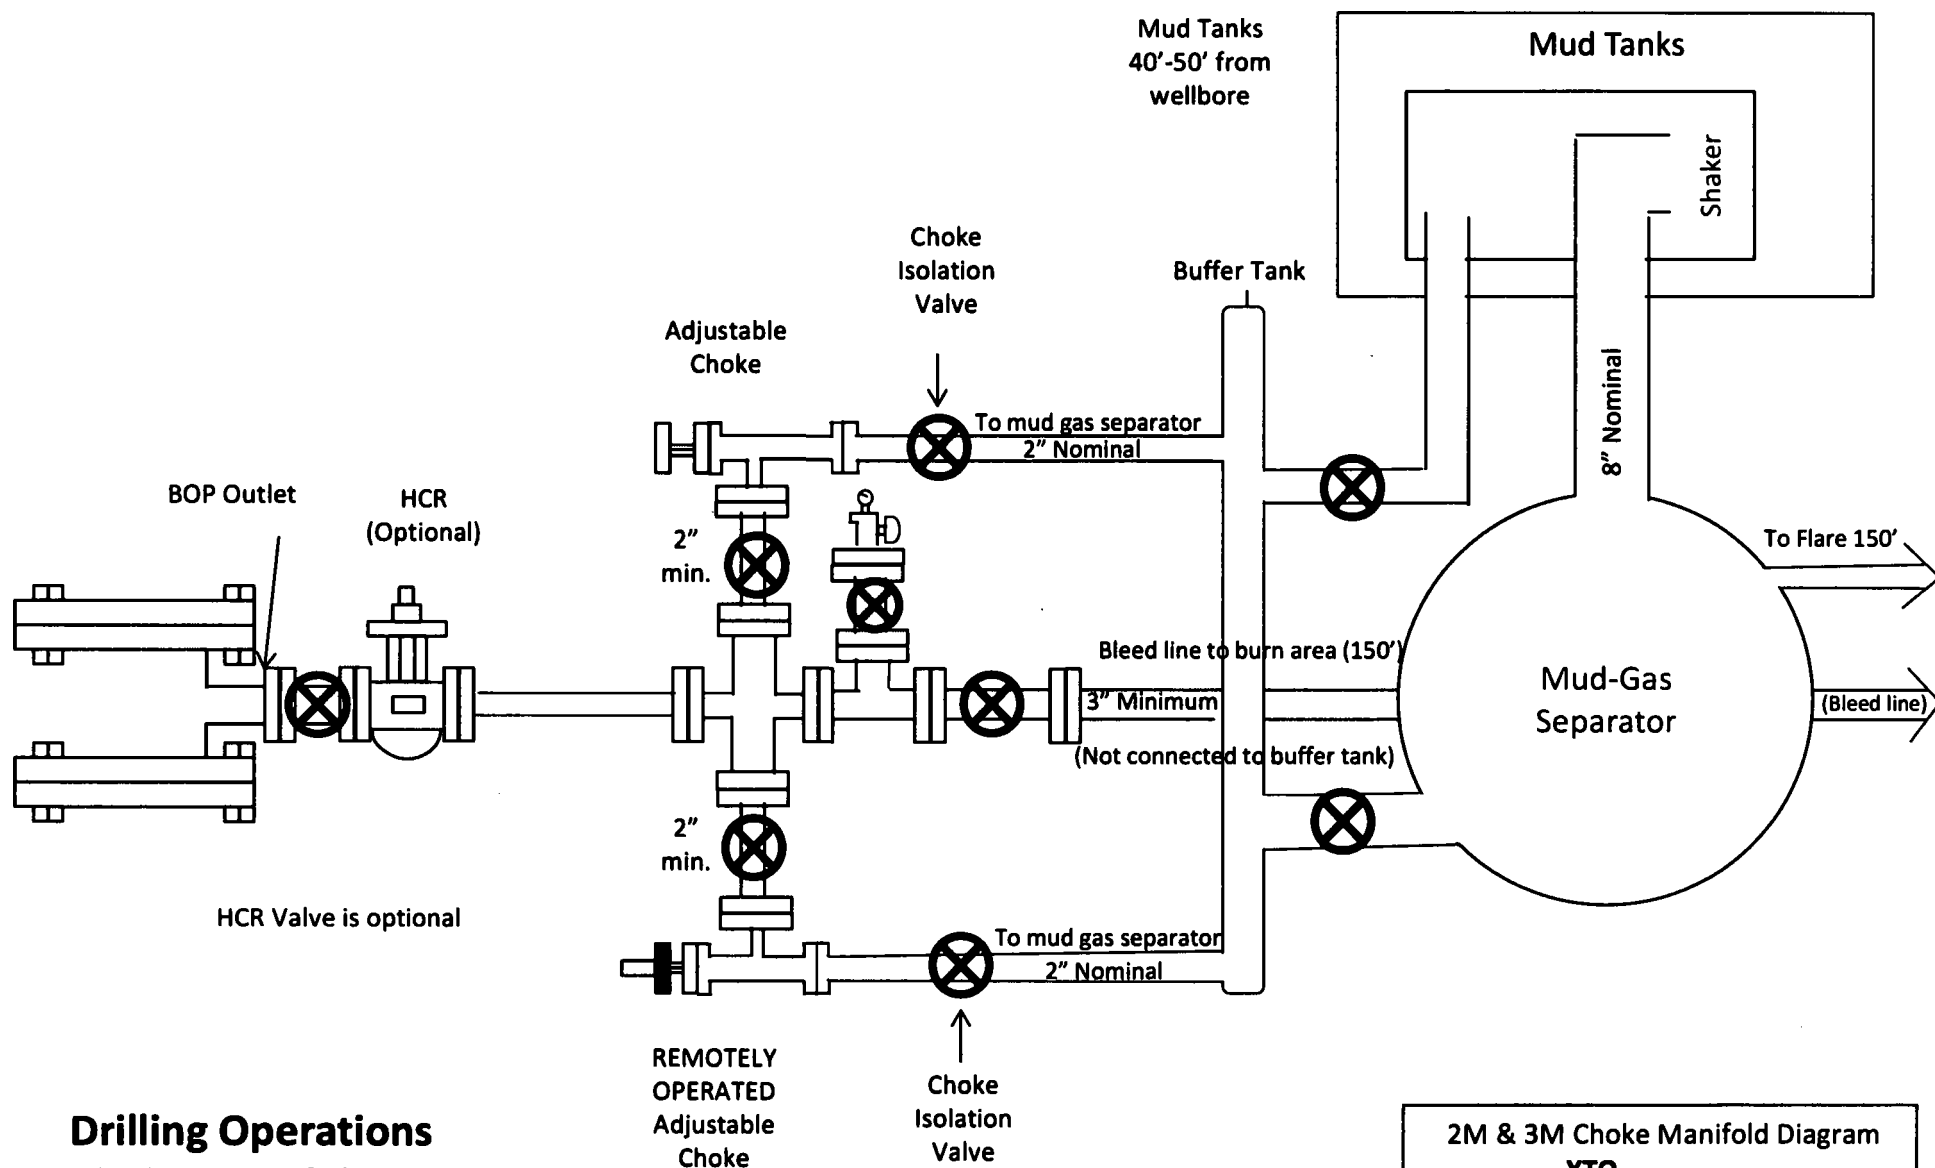 Mud Tanks
40’-50’ from
wellbore
Mud Tanks
Shaker
Choke
Isolation
Valve
Buffer Tank
Adjustable
Choke
8” Nominal
To mud gas separator
2” Nominal
BOP Outlet
HCR
(Optional)
2”
min.
To Flare 150’
Bleed line to burn area (150’)
3” Minimum
(Not connected to buffer tank)
Mud-Gas
Separator
(Bleed line)
2”
min.
HCR Valve is optional
To mud gas separator
2” Nominal
REMOTELY
OPERATED
Adjustable
Choke
Choke
Isolation
Valve
Drilling Operations
2M & 3M Choke Manifold Diagram
XTO